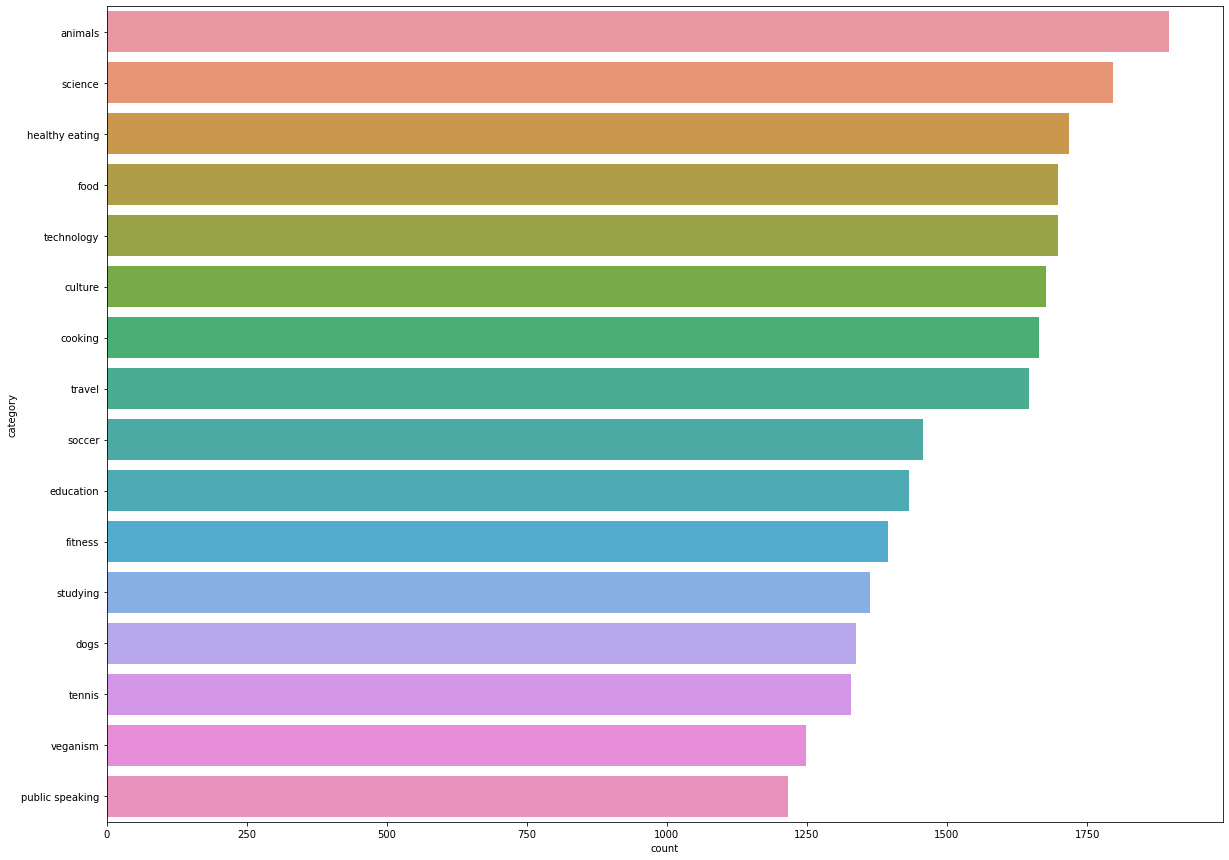 animals
science
healthy eating
food
technology
culture
cooking
travel
soccer
education
fitness
studying
dogs
tennis
veganism
public speaking
category
0 250 500 750 1000 1250 1500 1750
count